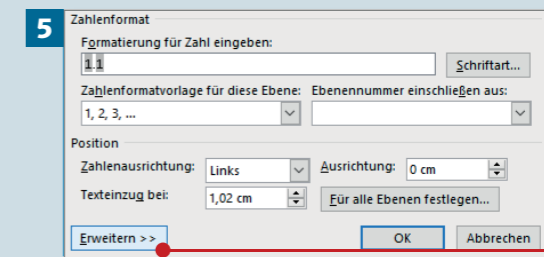 5
Zahlenformat
Formatierung für Zahl eingeben:
1.1
Schriftart...
Zahlenformatvorlage für diese Ebene: Ebenennummer einschließen aus:
1, 2, 3, ...
Position
Zahlenausrichtung: Links Ausrichtung: 0 cm
Texteinzug bei: 1,02 cm Für alle Ebenen festlegen...
Erweitern >> OK Abbrechen